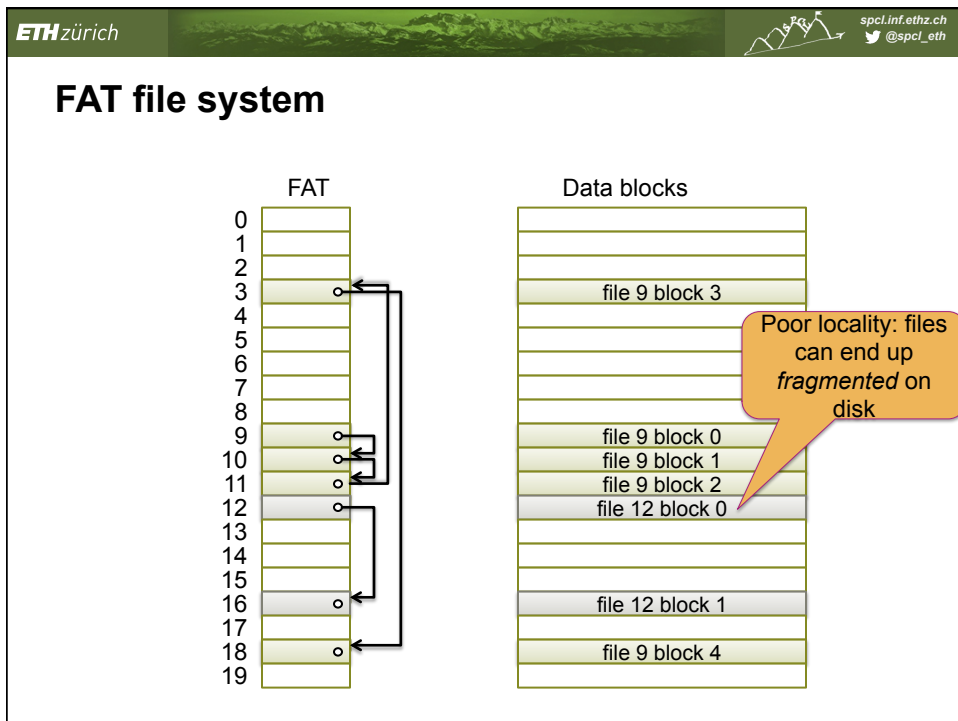 ETH zürich
spcl.inf.ethz.ch
@spcl_eth
FAT file system
FAT
Data blocks
0
1
2
3
file 9 block 3
4
5
6
7
8
Poor locality: files
can end up
fragmented on
disk
9
file 9 block 0
10
file 9 block 1
11
file 9 block 2
12
file 12 block 0
13
14
15
16
file 12 block 1
17
18
file 9 block 4
19